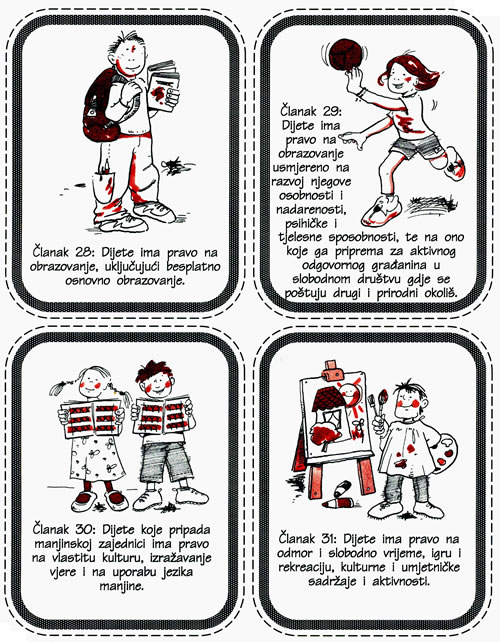 Članak 28: Dijete ima pravo na
obrazovanje, uključujući besplatno
osnovno obrazovanje.
Članak 29:
Dijete ima
pravo na
obrazovanje
usmjereno na
razvoj njegove
osobnosti i
nadarenosti,
psihičke i
tjelesne sposobnosti, te na ono
koje ga priprema za aktivnog
odgovornog građanina u
slobodnom društvu gdje se
poštuju drugi i prirodni okoliš.
Članak 30: Dijete koje pripada
manjinskoj zajednici ima pravo
na vlastitu kulturu, izražavanje
vjere i na uporabu jezika
manjine.
Članak 31: Dijete ima pravo na
odmor i slobodno vrijeme, igru i
rekreaciju, kulturne i umjetničke
sadržaje i aktivnosti.